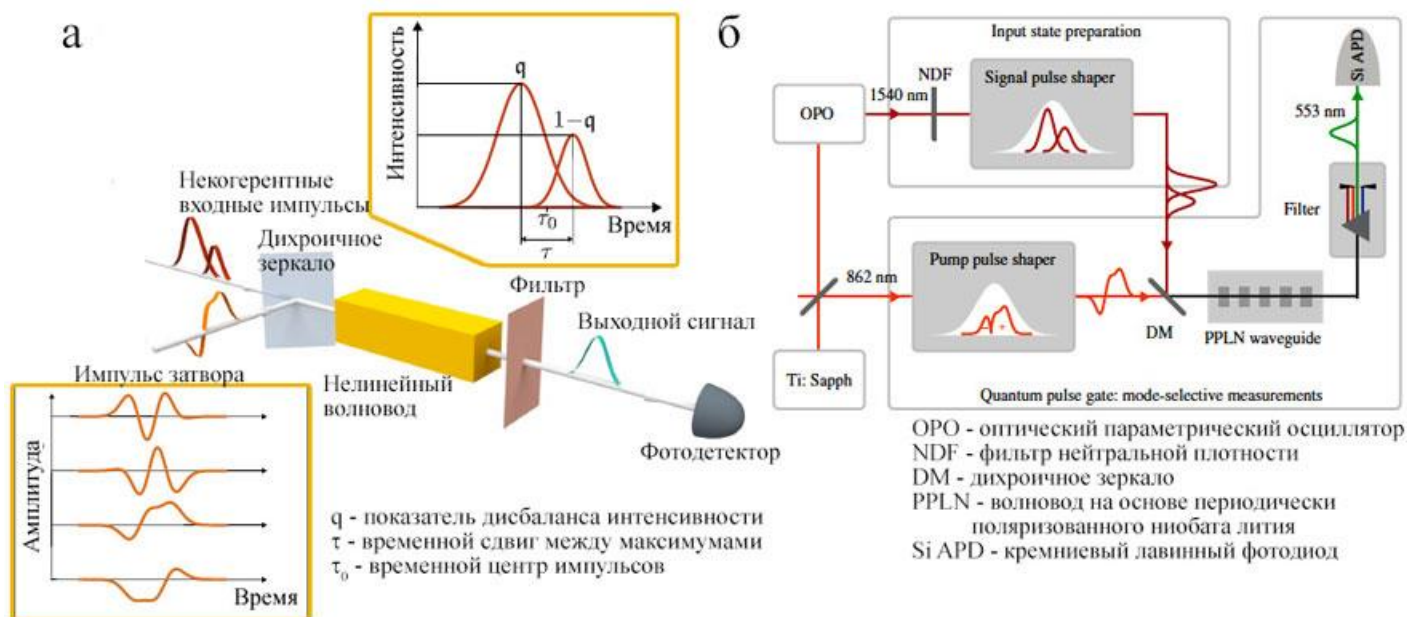 а
Интенсивность
q
1−q
τ₀
τ
Время
Некогерентные
входные импульсы
Дихроичное
зеркало
Фильтр
Выходной сигнал
Импульс затвора
Нелинейный
волновод
Фотодетектор
Амплитуда
Время
q - показатель дисбаланса интенсивности
τ - временной сдвиг между максимумами
τ₀ - временной центр импульсов
б
Input state preparation
NDF
Signal pulse shaper
1540 nm
OPO
Si APD
553 nm
Filter
862 nm
Pump pulse shaper
DM
PPLN waveguide
Ti: Sapph
Quantum pulse gate: mode-selective measurements
OPO - оптический параметрический осциллятор
NDF - фильтр нейтральной плотности
DM - дихроичное зеркало
PPLN - волновод на основе периодически
поляризованного ниобата лития
Si APD - кремниевый лавинный фотодиод